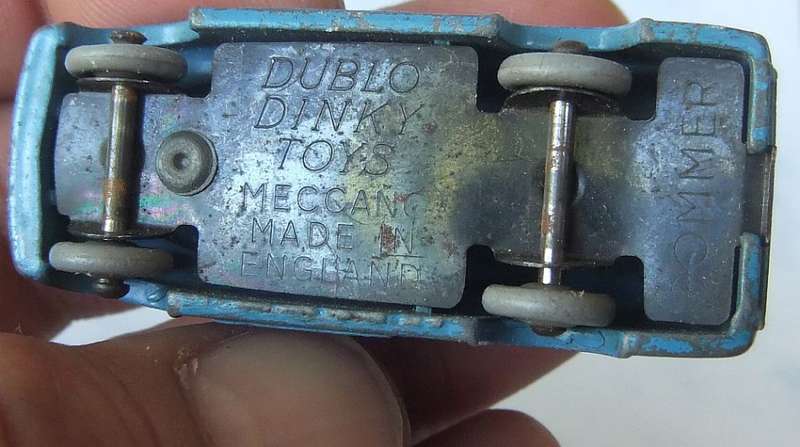 DUBLO
DINKY
TOYS
MECCANO
MADE IN
ENGLAND
COMMER